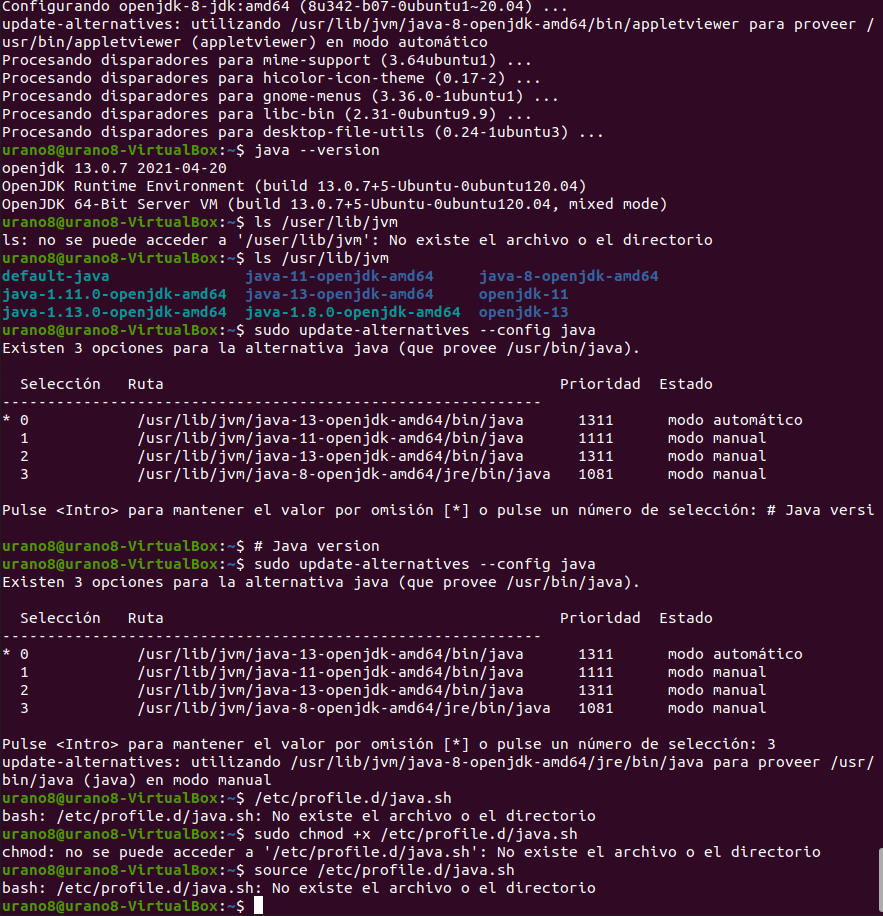 Configurando openjdk-8-jdk:amd64 (8u342-b07-0ubuntu1~20.04) ...
update-alternatives: utilizando /usr/lib/jvm/java-8-openjdk-amd64/bin/appletviewer para proveer /
usr/bin/appletviewer (appletviewer) en modo automático
Procesando disparadores para mime-support (3.64ubuntu1) ...
Procesando disparadores para hicolor-icon-theme (0.17-2) ...
Procesando disparadores para gnome-menus (3.36.0-1ubuntu1) ...
Procesando disparadores para libc-bin (2.31-0ubuntu9.9) ...
Procesando disparadores para desktop-file-utils (0.24-1ubuntu3) ...
urano8@urano8-VirtualBox:~$ java --version
openjdk 13.0.7 2021-04-20
OpenJDK Runtime Environment (build 13.0.7+5-Ubuntu-0ubuntu120.04)
OpenJDK 64-Bit Server VM (build 13.0.7+5-Ubuntu-0ubuntu120.04, mixed mode)
urano8@urano8-VirtualBox:~$ ls /user/lib/jvm
ls: no se puede acceder a '/user/lib/jvm': No existe el archivo o el directorio
urano8@urano8-VirtualBox:~$ ls /usr/lib/jvm
default-java               java-11-openjdk-amd64     java-8-openjdk-amd64
java-1.11.0-openjdk-amd64  java-13-openjdk-amd64     openjdk-11
java-1.13.0-openjdk-amd64  java-1.8.0-openjdk-amd64  openjdk-13
urano8@urano8-VirtualBox:~$ sudo update-alternatives --config java
Existen 3 opciones para la alternativa java (que provee /usr/bin/java).
  Selección   Ruta                                            Prioridad  Estado
------------------------------------------------------------
* 0            /usr/lib/jvm/java-13-openjdk-amd64/bin/java      1311      modo automático
  1            /usr/lib/jvm/java-11-openjdk-amd64/bin/java      1111      modo manual
  2            /usr/lib/jvm/java-13-openjdk-amd64/bin/java      1311      modo manual
  3            /usr/lib/jvm/java-8-openjdk-amd64/jre/bin/java   1081      modo manual
Pulse <Intro> para mantener el valor por omisión [*] o pulse un número de selección: # Java versi
urano8@urano8-VirtualBox:~$ # Java version
urano8@urano8-VirtualBox:~$ sudo update-alternatives --config java
Existen 3 opciones para la alternativa java (que provee /usr/bin/java).
  Selección   Ruta                                            Prioridad  Estado
------------------------------------------------------------
* 0            /usr/lib/jvm/java-13-openjdk-amd64/bin/java      1311      modo automático
  1            /usr/lib/jvm/java-11-openjdk-amd64/bin/java      1111      modo manual
  2            /usr/lib/jvm/java-13-openjdk-amd64/bin/java      1311      modo manual
  3            /usr/lib/jvm/java-8-openjdk-amd64/jre/bin/java   1081      modo manual
Pulse <Intro> para mantener el valor por omisión [*] o pulse un número de selección: 3
update-alternatives: utilizando /usr/lib/jvm/java-8-openjdk-amd64/jre/bin/java para proveer /usr/
bin/java (java) en modo manual
urano8@urano8-VirtualBox:~$ /etc/profile.d/java.sh
bash: /etc/profile.d/java.sh: No existe el archivo o el directorio
urano8@urano8-VirtualBox:~$ sudo chmod +x /etc/profile.d/java.sh
chmod: no se puede acceder a '/etc/profile.d/java.sh': No existe el archivo o el directorio
urano8@urano8-VirtualBox:~$ source /etc/profile.d/java.sh
bash: /etc/profile.d/java.sh: No existe el archivo o el directorio
urano8@urano8-VirtualBox:~$